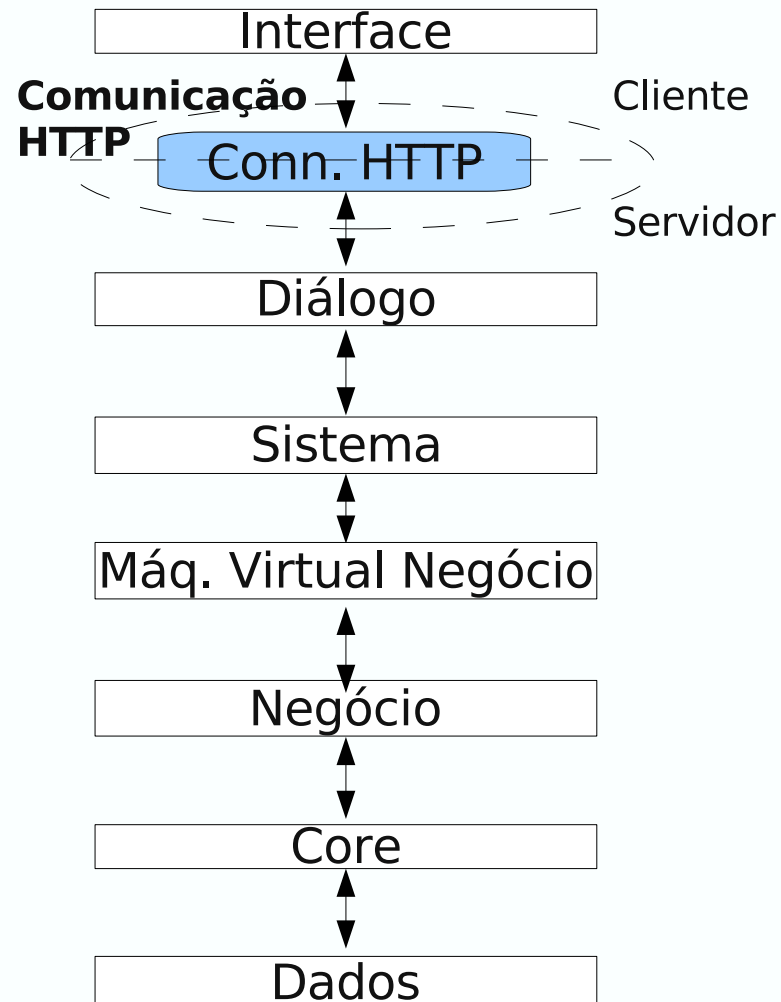 Interface
Comunicação
HTTP
Cliente
Conn. HTTP
Servidor
Diálogo
Sistema
Máq. Virtual Negócio
Negócio
Core
Dados